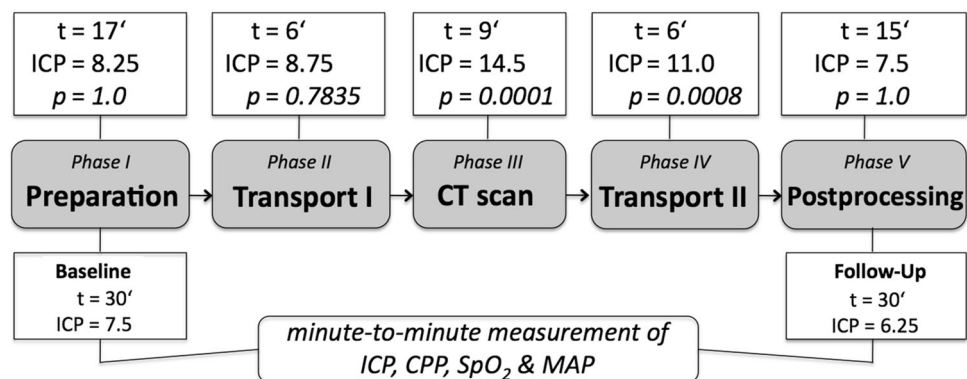 t = 17‘
ICP = 8.25
p = 1.0
t = 6‘
ICP = 8.75
p = 0.7835
t = 9‘
ICP = 14.5
p = 0.0001
t = 6‘
ICP = 11.0
p = 0.0008
t = 15‘
ICP = 7.5
p = 1.0
Phase I
Preparation
Phase II
Transport I
Phase III
CT scan
Phase IV
Transport II
Phase V
Postprocessing
Baseline
t = 30‘
ICP = 7.5
Follow-Up
t = 30‘
ICP = 6.25
minute-to-minute measurement of
ICP, CPP, SpO₂ & MAP